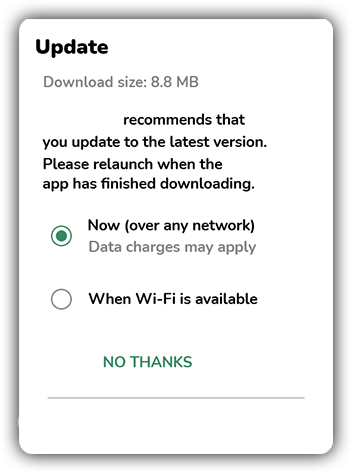 Update
Download size: 8.8 MB
recommends that
you update to the latest version.
Please relaunch when the
app has finished downloading.
Now (over any network)
Data charges may apply
When Wi-Fi is available
NO THANKS